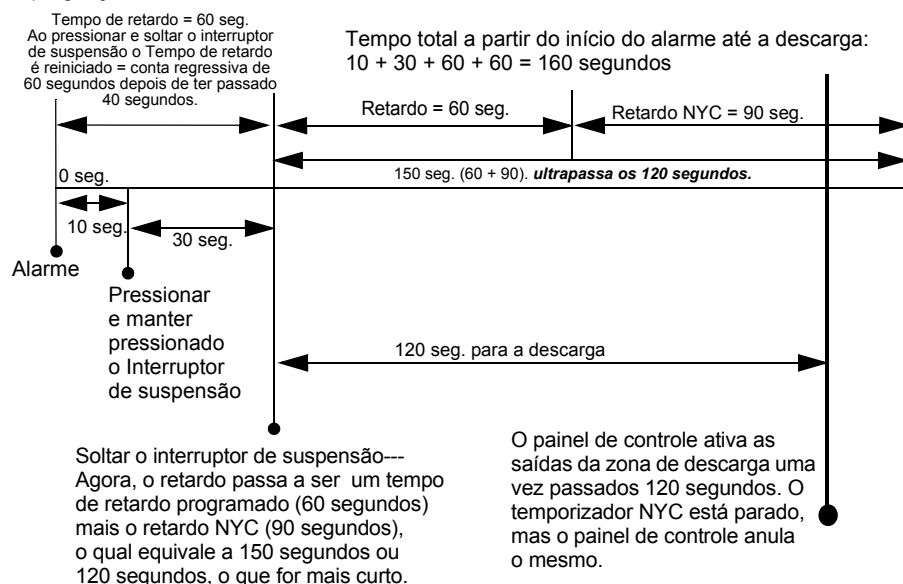 Tempo de retardo = 60 seg.
Ao pressionar e soltar o interruptor
de suspensão o Tempo de retardo
é reiniciado = conta regressiva de
60 segundos depois de ter passado
40 segundos.
Tempo total a partir do início do alarme até a descarga:
10 + 30 + 60 + 60 = 160 segundos
Retardo = 60 seg.
Retardo NYC = 90 seg.
0 seg.
150 seg. (60 + 90). ultrapassa os 120 segundos.
10 seg.
30 seg.
Alarme
Pressionar
e manter
pressionado
o Interruptor
de suspensão
120 seg. para a descarga
Soltar o interruptor de suspensão---
Agora, o retardo passa a ser um tempo
de retardo programado (60 segundos)
mais o retardo NYC (90 segundos),
o qual equivale a 150 segundos ou
120 segundos, o que for mais curto.
O painel de controle ativa as
saídas da zona de descarga uma
vez passados 120 segundos. O
temporizador NYC está parado,
mas o painel de controle anula
o mesmo.